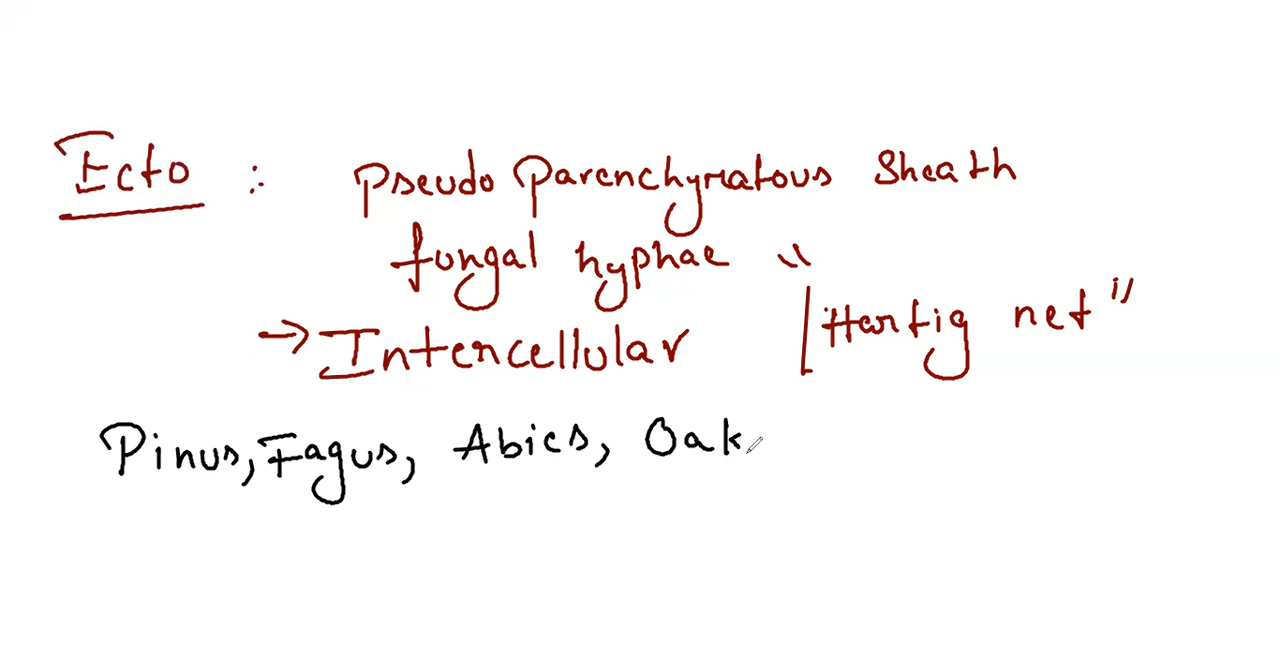 Ecto : Pseudo Parenchymatous Sheath
fungal hyphae "
→ Intercellular [Hartig net"
Pinus, Fagus, Abies, Oak